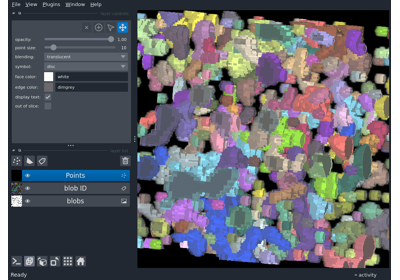 File View Plugins Window Help
opacity: 1.00
point size: 10
blending: translucent
symbol: disc
face color: white
edge color: dimgrey
display text:
out of slice:
Points
blob ID
blobs
Ready
activity